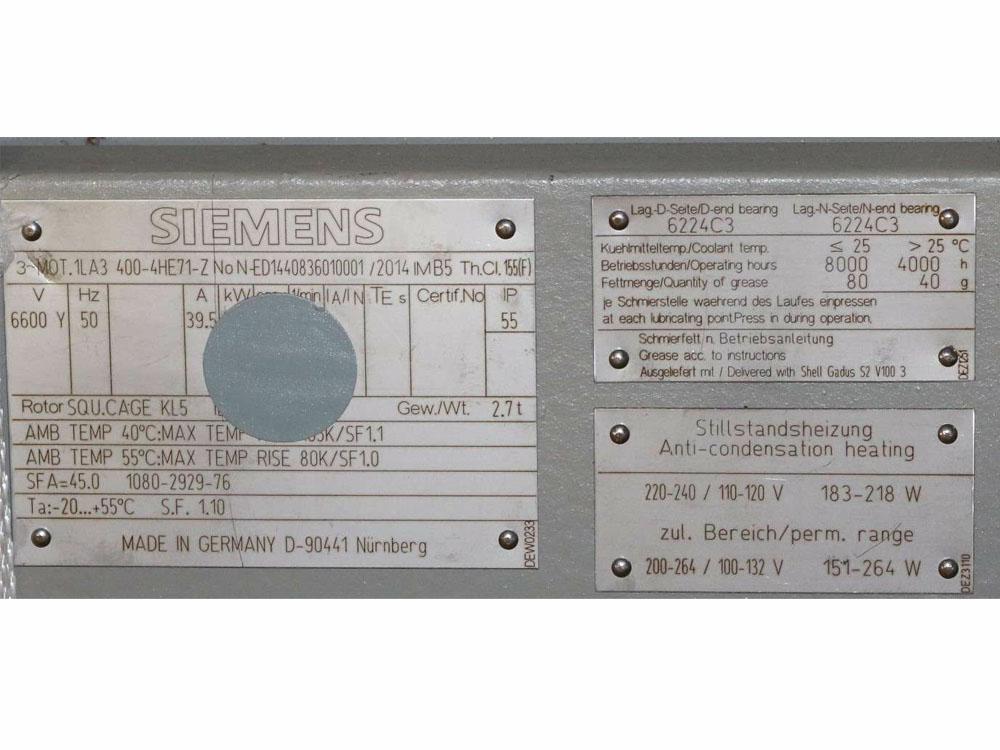 SIEMENS
3~MOT. 1LA3 400-4HE71-Z No N-ED1440836010001 / 2014 IM B5 Th.Cl. 155(F)
V Hz A kW IA/IN TE s Certif.No IP
6600 Y 50 39.5 55
Rotor SQU.CAGE KL5 Gew./Wt. 2.7 t
AMB TEMP 40°C:MAX TEMP K/SF1.1
AMB TEMP 55°C:MAX TEMP RISE 80K/SF1.0
SFA=45.0 1080-2929-76
Ta:-20...+55°C S.F. 1.10
MADE IN GERMANY D-90441 Nürnberg
DEW0233
Lag.-D-Seite/D-end bearing Lag.-N-Seite/N-end bearing
6224C3 6224C3
Kuehlmitteltemp./Coolant temp. ≤ 25 > 25 °C
Betriebsstunden/Operating hours 8000 4000 h
Fettmenge/Quantity of grease 80 40 g
je Schmierstelle waehrend des Laufes einpressen
at each lubricating point.Press in during operation.
Schmierfett n. Betriebsanleitung
Grease acc. to instructions
Ausgeliefert mit / Delivered with Shell Gadus S2 V100 3
DEZ1251
Stillstandsheizung
Anti-condensation heating
220-240 / 110-120 V 183-218 W
zul. Bereich/perm. range
200-264 / 100-132 V 151-264 W
DEZ3110